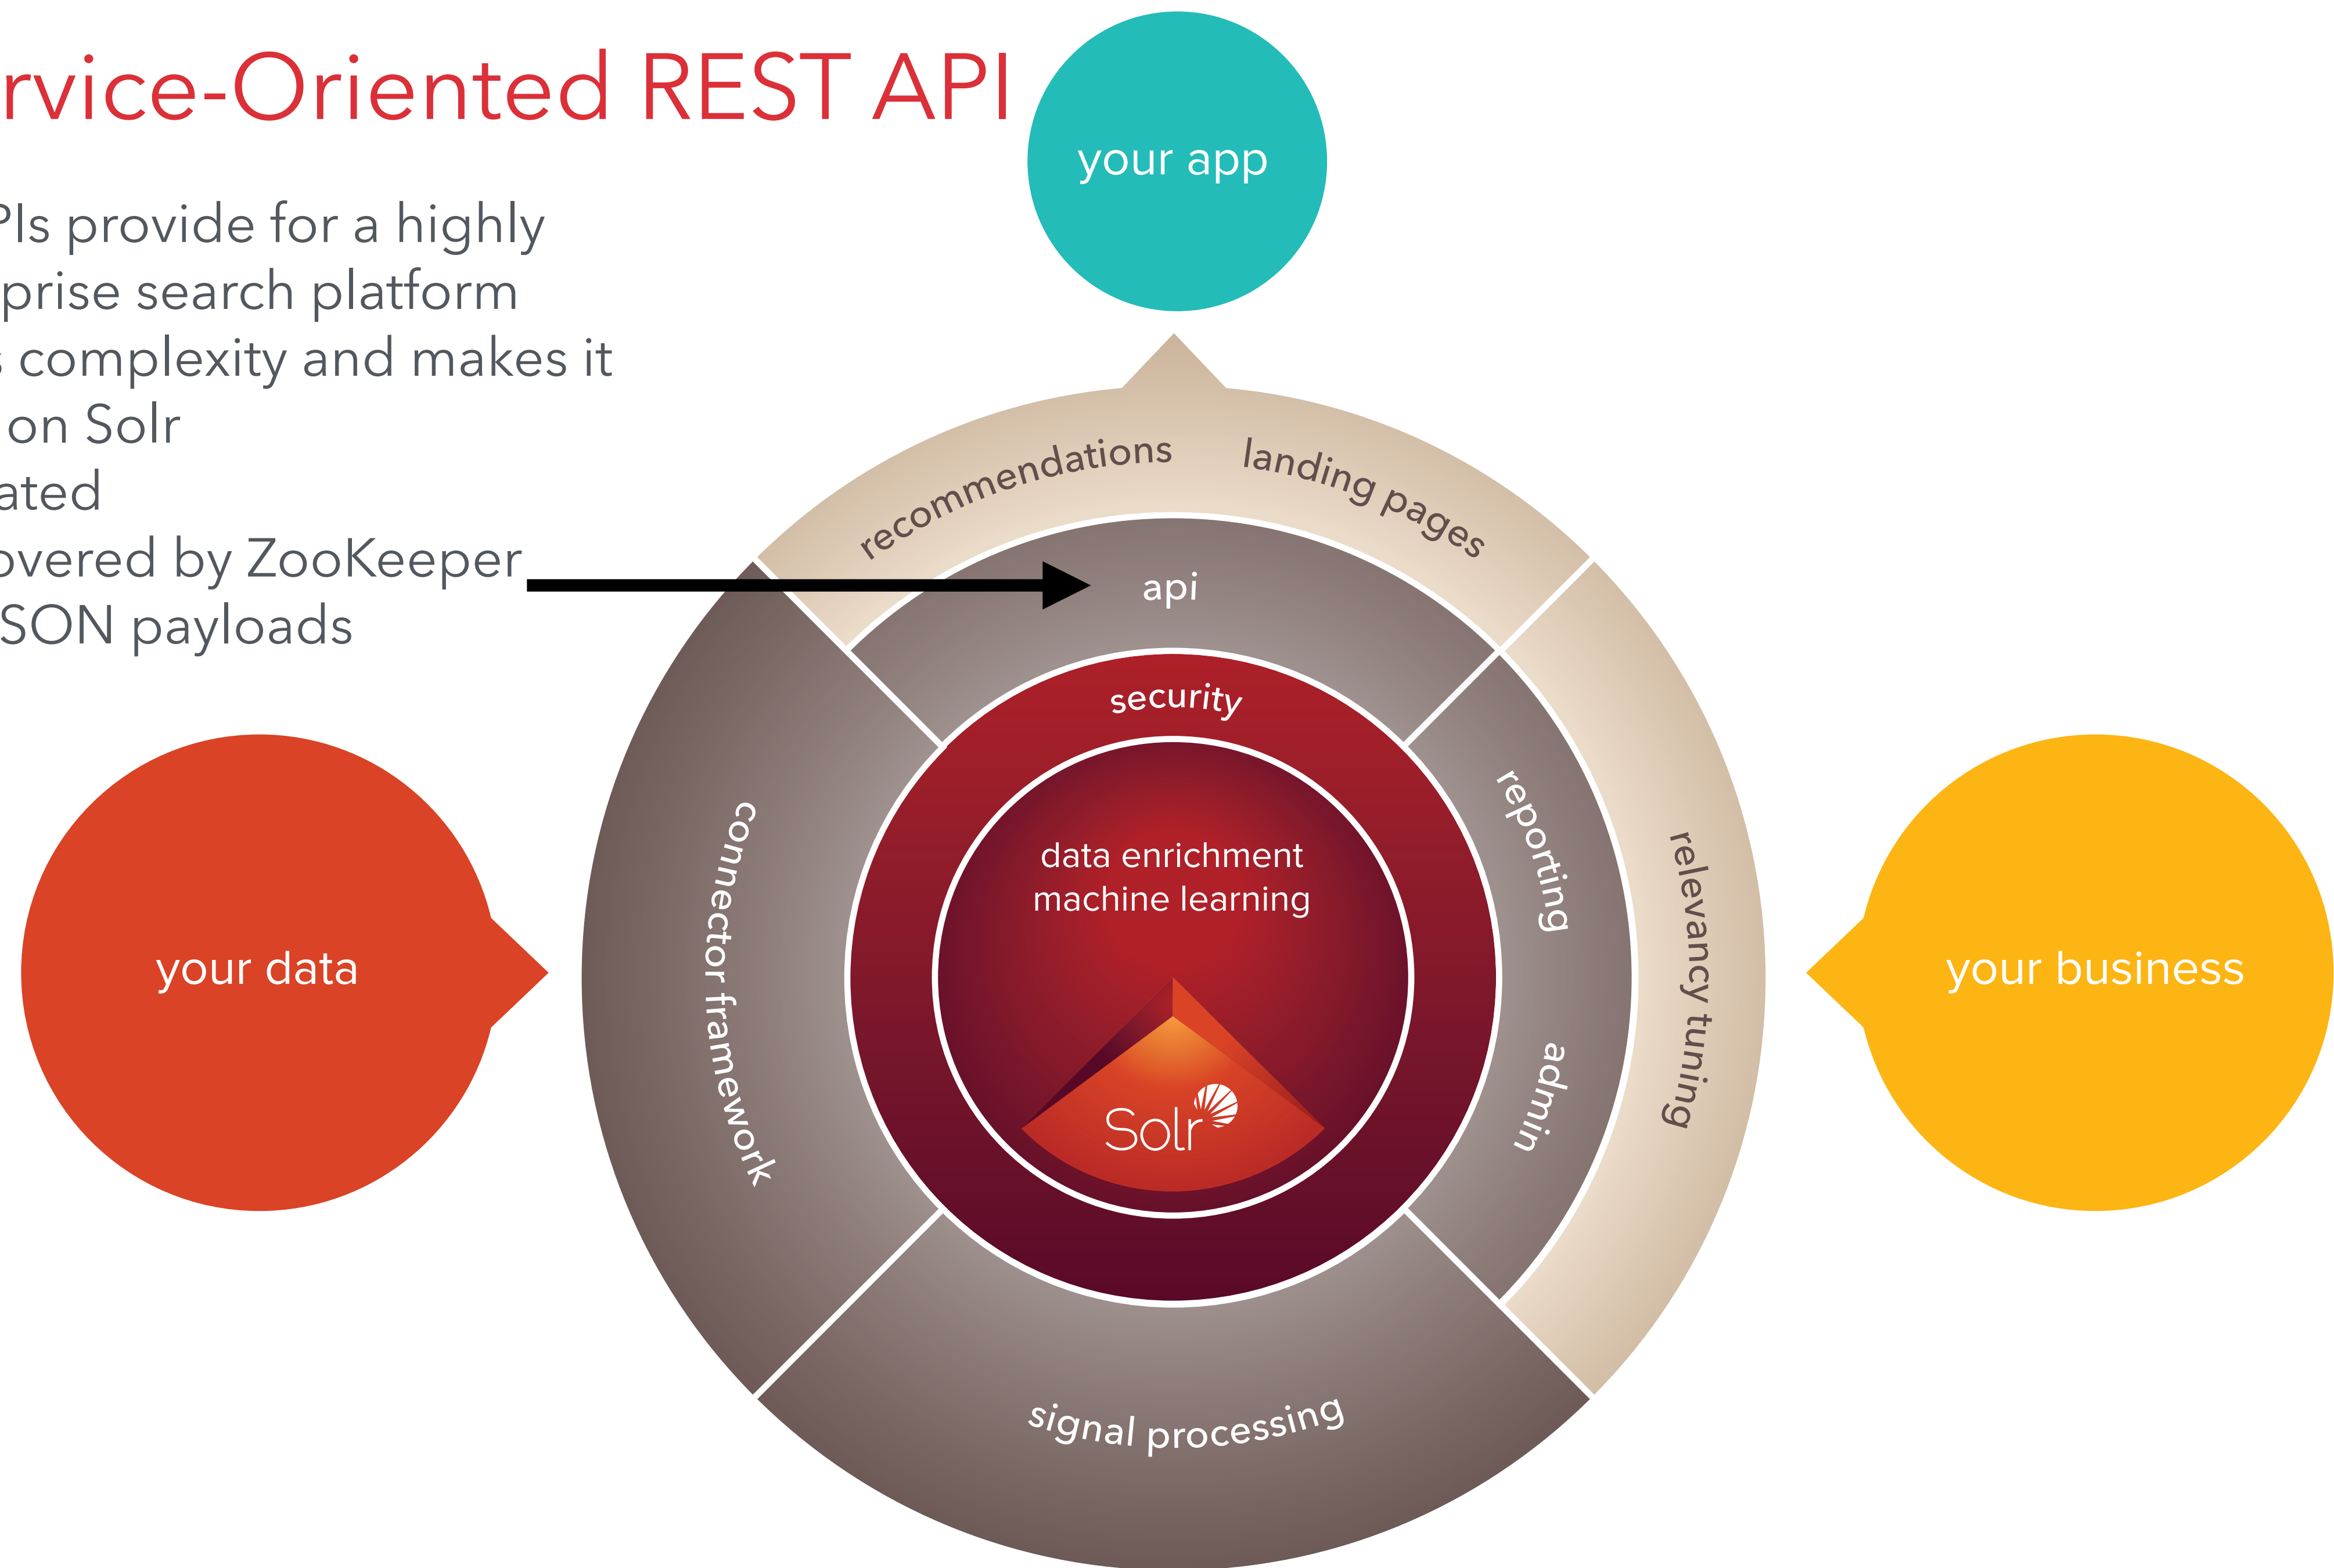 rvice-Oriented REST API
PIs provide for a highly
prise search platform
s complexity and makes it
on Solr
ated
overed by ZooKeeper
SON payloads
your app
recommendations
landing pages
api
security
reporting
data enrichment
machine learning
relevancy tuning
connector framework
your data
your business
admin
Solr
signal processing